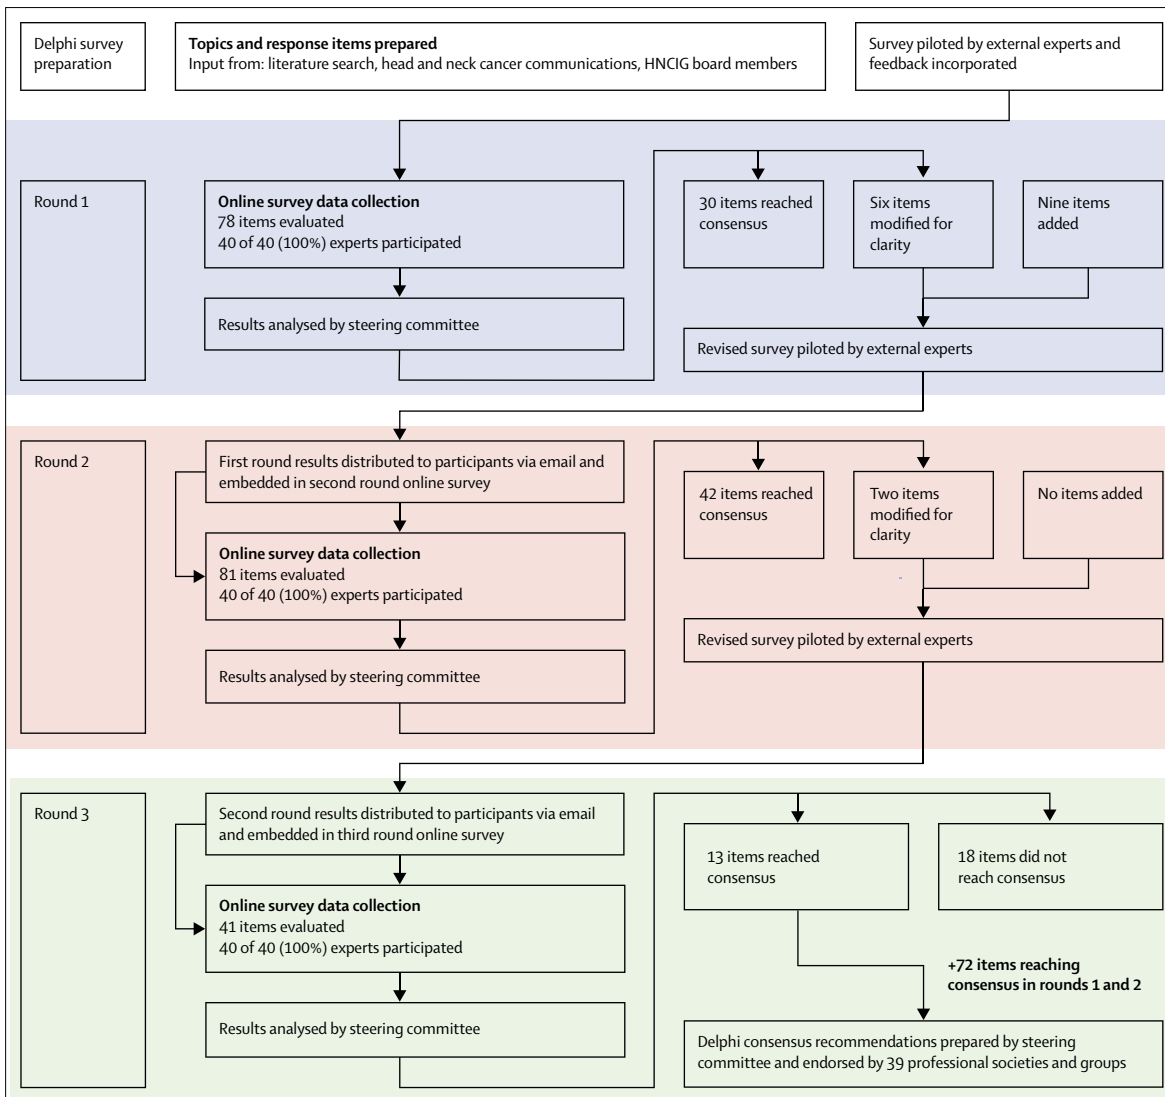 Delphi survey
preparation
Topics and response items prepared
Input from: literature search, head and neck cancer communications, HNCIG board members
Survey piloted by external experts and
feedback incorporated
Round 1
Online survey data collection
78 items evaluated
40 of 40 (100%) experts participated
Results analysed by steering committee
30 items reached
consensus
Six items
modified for
clarity
Nine items
added
Revised survey piloted by external experts
Round 2
First round results distributed to participants via email and
embedded in second round online survey
Online survey data collection
81 items evaluated
40 of 40 (100%) experts participated
Results analysed by steering committee
42 items reached
consensus
Two items
modified for
clarity
No items added
Revised survey piloted by external experts
Round 3
Second round results distributed to participants via email
and embedded in third round online survey
Online survey data collection
41 items evaluated
40 of 40 (100%) experts participated
Results analysed by steering committee
13 items reached
consensus
18 items did not
reach consensus
+72 items reaching
consensus in rounds 1 and 2
Delphi consensus recommendations prepared by steering
committee and endorsed by 39 professional societies and groups